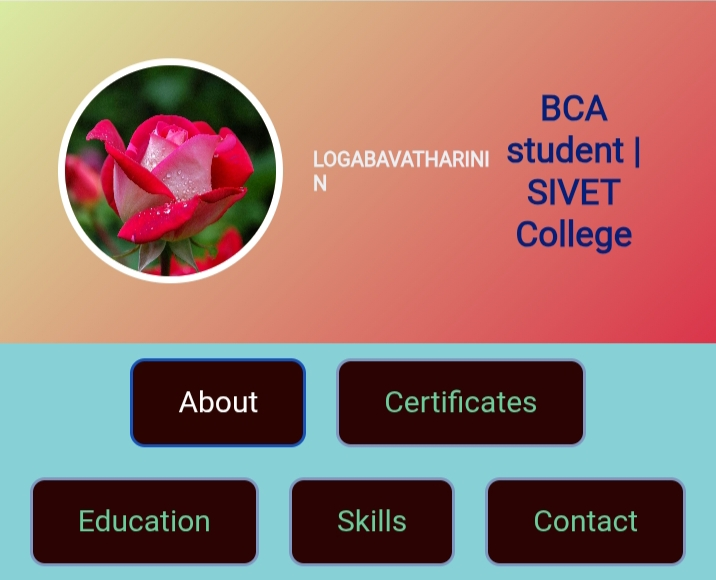 LOGABAVATHARINI
N
BCA
student |
SIVET
College
About
Certificates
Education
Skills
Contact